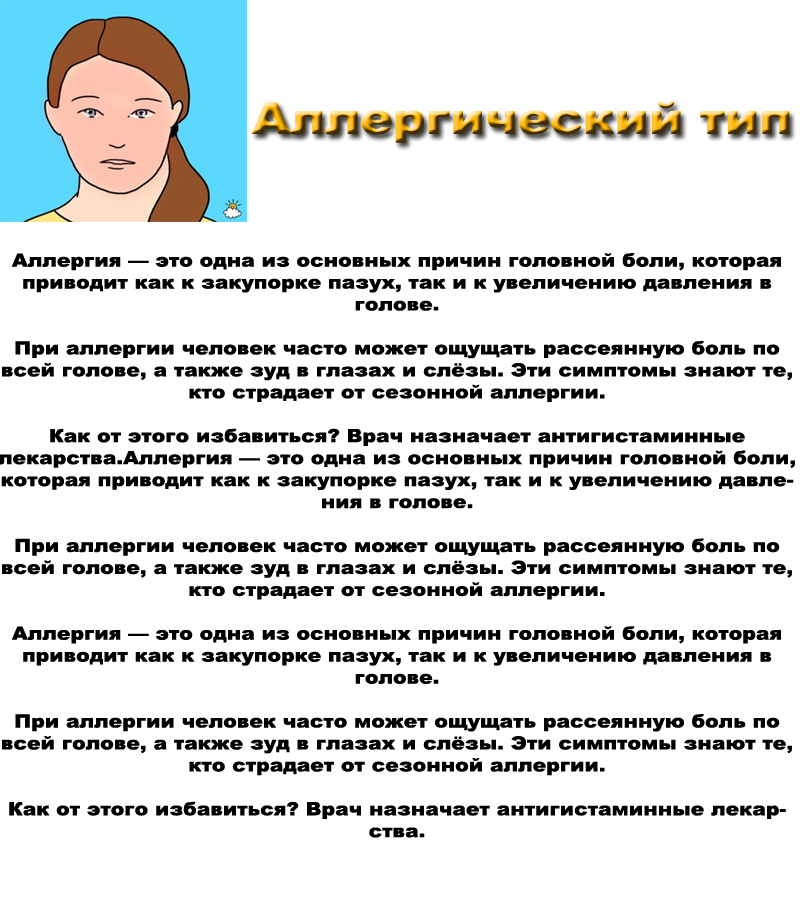 Аллергический тип
Аллергия — это одна из основных причин головной боли, которая
приводит как к закупорке пазух, так и к увеличению давления в
голове.
При аллергии человек часто может ощущать рассеянную боль по
всей голове, а также зуд в глазах и слёзы. Эти симптомы знают те,
кто страдает от сезонной аллергии.
Как от этого избавиться? Врач назначает антигистаминные
лекарства.Аллергия — это одна из основных причин головной боли,
которая приводит как к закупорке пазух, так и к увеличению давле-
ния в голове.
При аллергии человек часто может ощущать рассеянную боль по
всей голове, а также зуд в глазах и слёзы. Эти симптомы знают те,
кто страдает от сезонной аллергии.
Аллергия — это одна из основных причин головной боли, которая
приводит как к закупорке пазух, так и к увеличению давления в
голове.
При аллергии человек часто может ощущать рассеянную боль по
всей голове, а также зуд в глазах и слёзы. Эти симптомы знают те,
кто страдает от сезонной аллергии.
Как от этого избавиться? Врач назначает антигистаминные лекар-
ства.